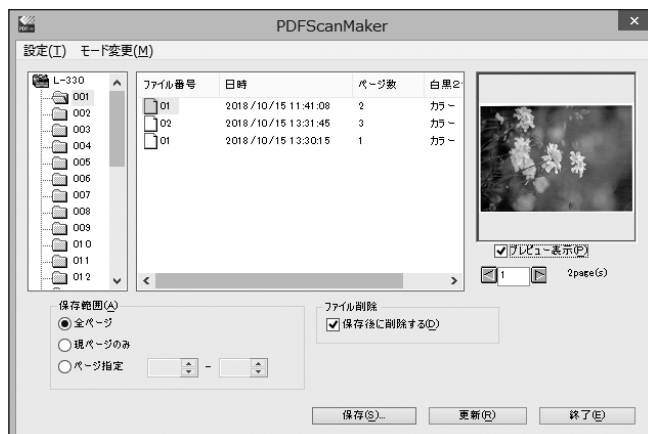 PDFScanMaker
設定(T) モード変更(M)
L-330
001
002
003
004
005
006
007
008
009
010
011
012
ファイル番号 日時 ページ数 白黒2
01 2018/10/15 11:41:08 2 カラー
02 2018/10/15 13:31:45 3 カラー
01 2018/10/15 13:30:15 1 カラー
プレビュー表示(P)
1 2page(s)
保存範囲(A)
全ページ
現ページのみ
ページ指定 -
ファイル削除
保存後に削除する(D)
保存(S)... 更新(R) 終了(E)